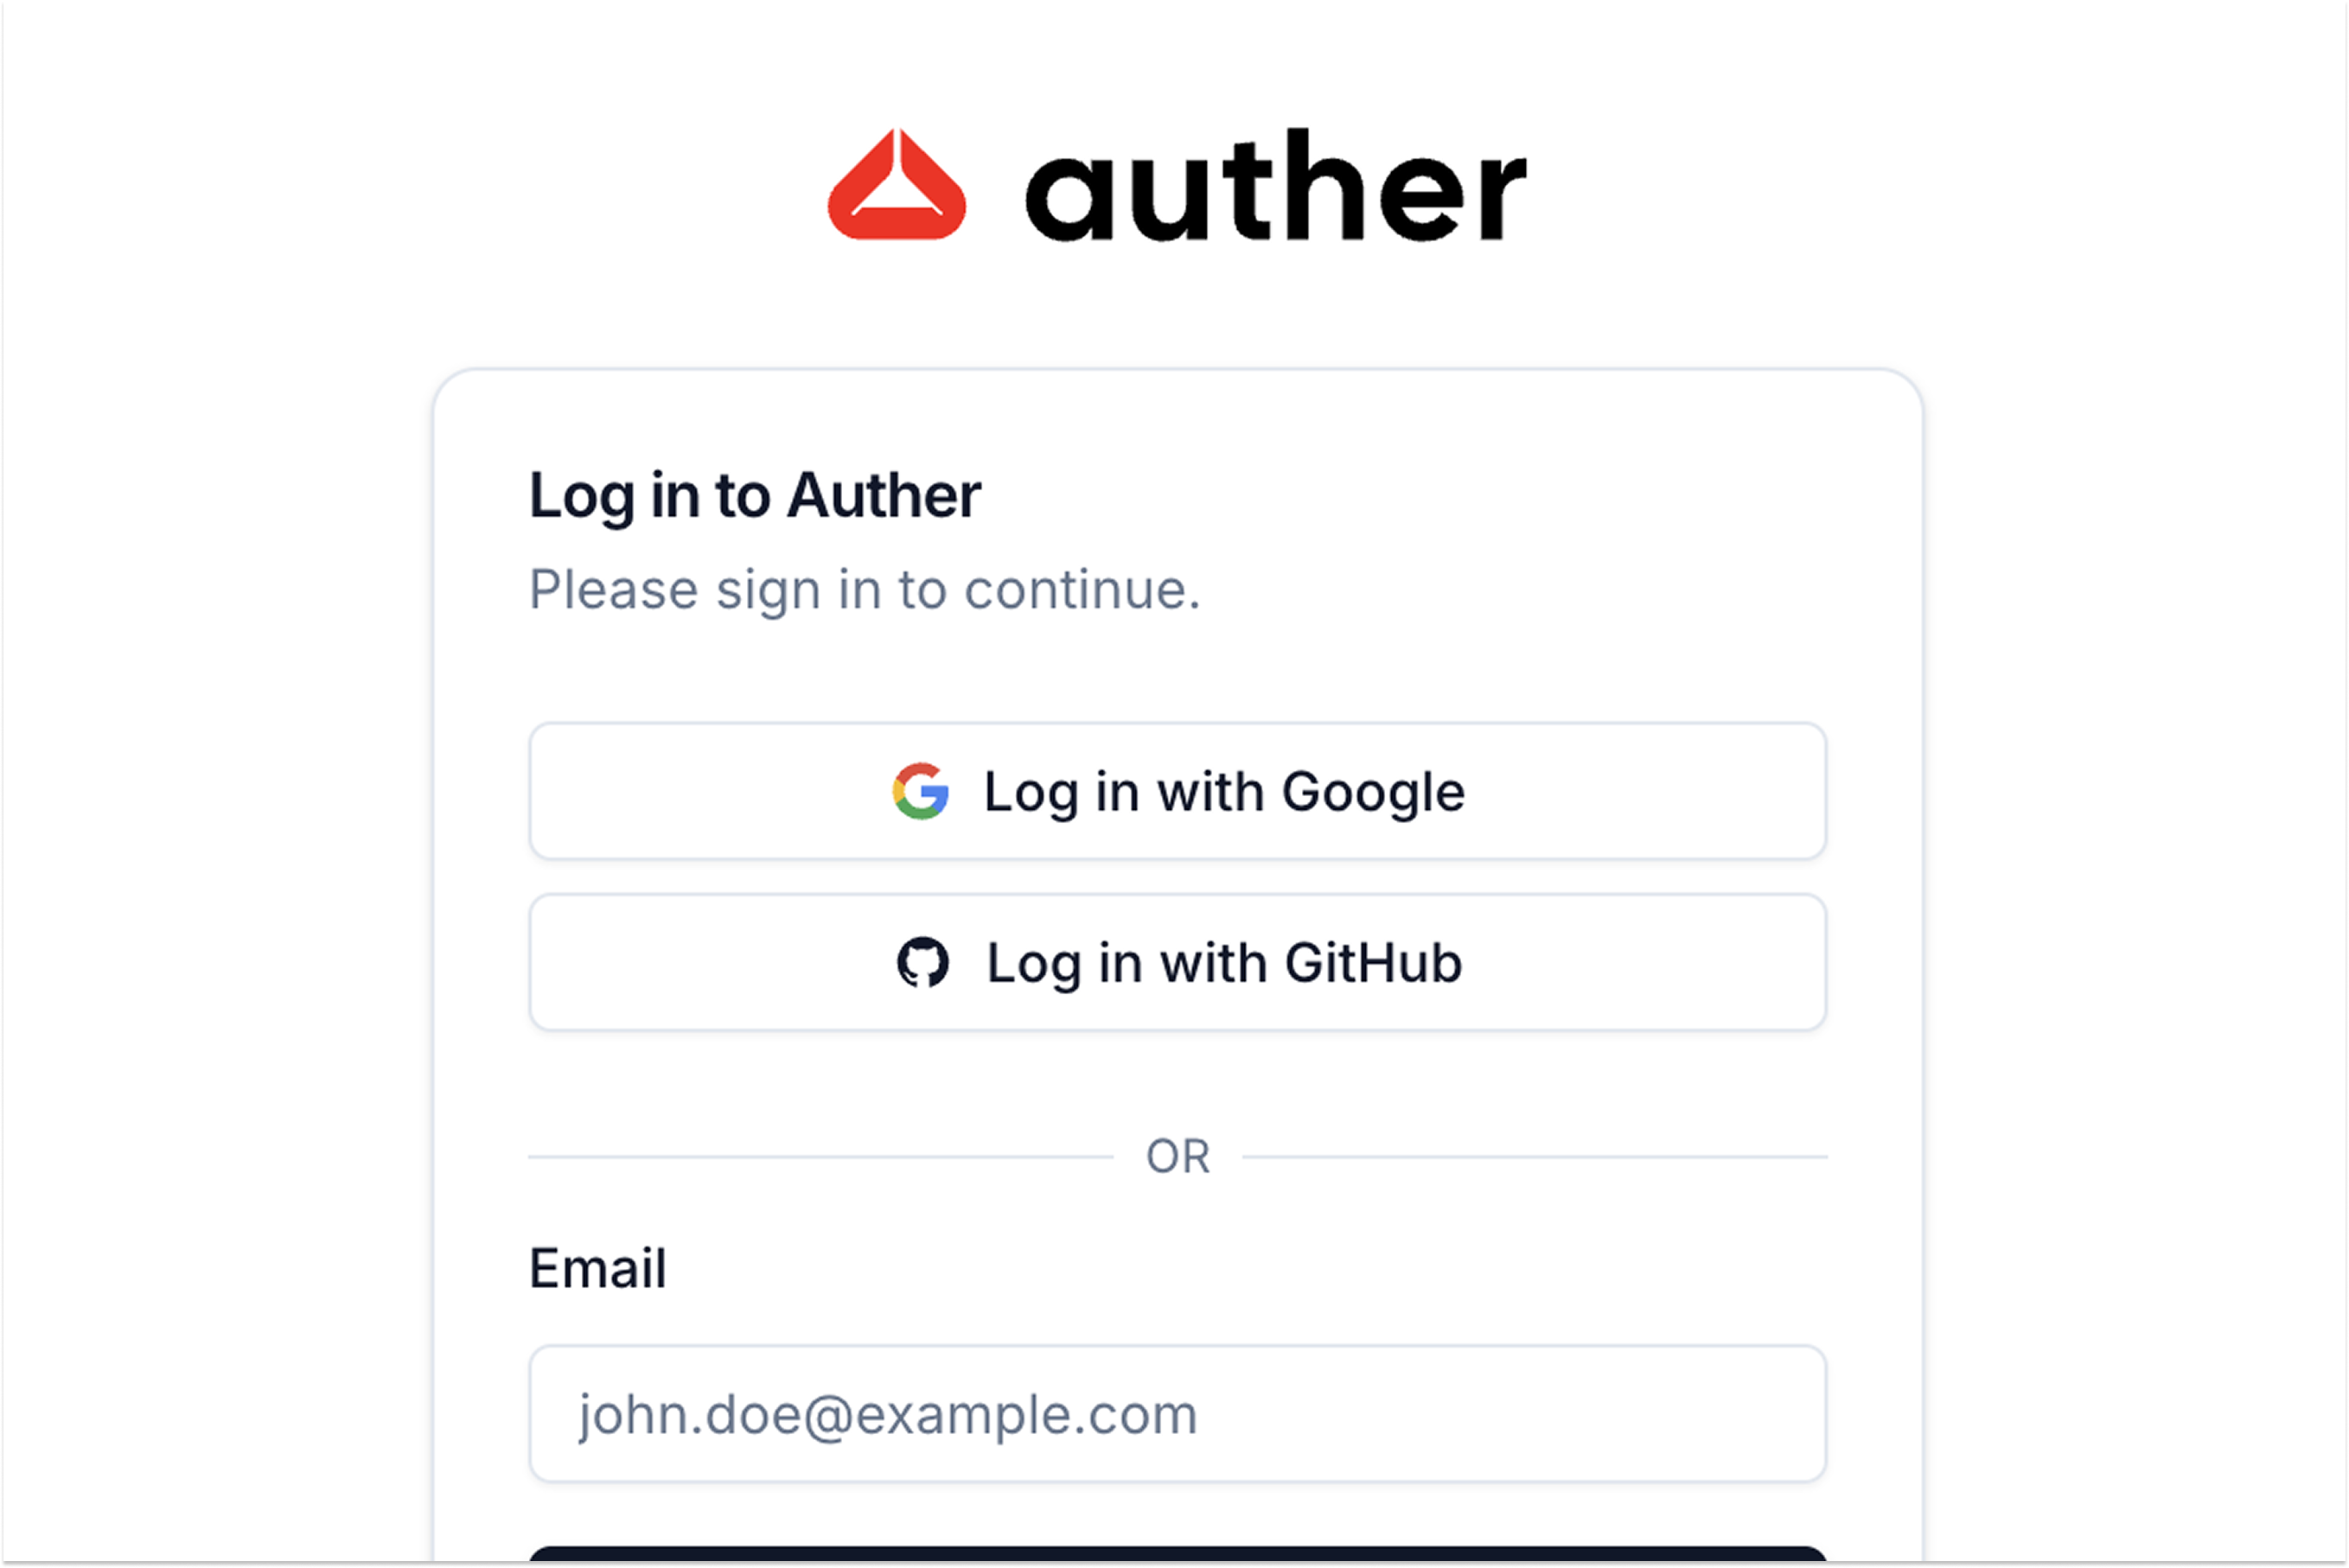 auther
Log in to Auther
Please sign in to continue.
Log in with Google
Log in with GitHub
OR
Email
john.doe@example.com